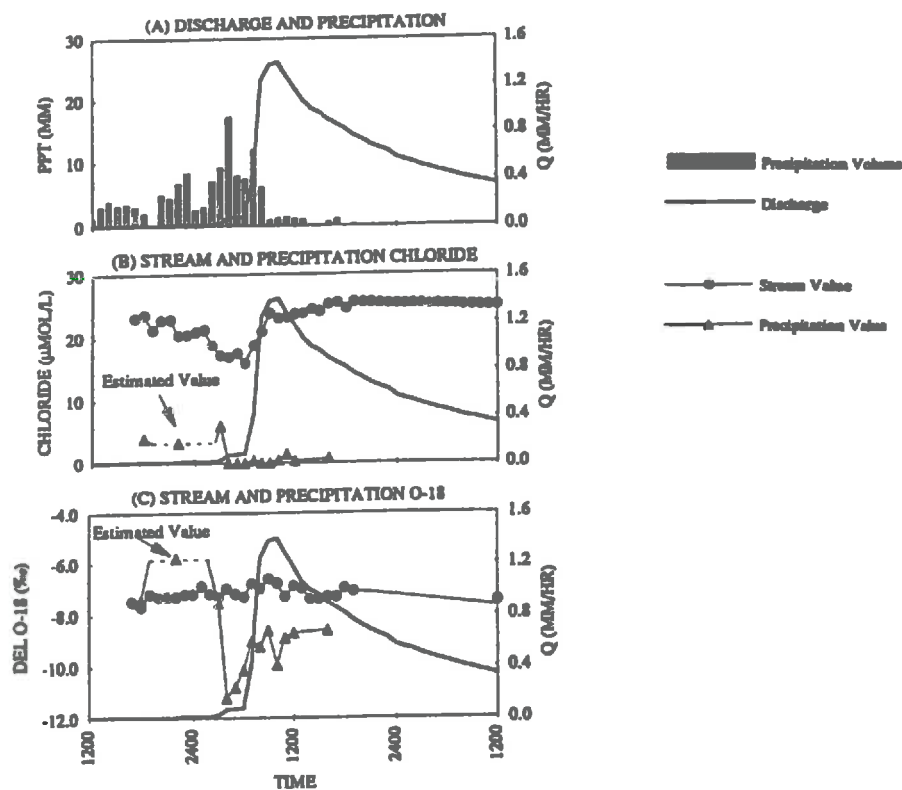 (A) DISCHARGE AND PRECIPITATION
30
20
10
0
PPT (MM)
1.6
1.2
0.8
0.4
0.0
Q (MM/HR)
Precipitation Volume
Discharge
(B) STREAM AND PRECIPITATION CHLORIDE
30
20
10
0
CHLORIDE (µMOL/L)
Estimated Value
1.6
1.2
0.8
0.4
0.0
Q (MM/HR)
Stream Value
Precipitation Value
(C) STREAM AND PRECIPITATION O-18
-4.0
-6.0
-8.0
-10.0
-12.0
DEL O-18 (‰)
Estimated Value
1.6
1.2
0.8
0.4
0.0
Q (MM/HR)
1200
2400
1200
2400
1200
TIME